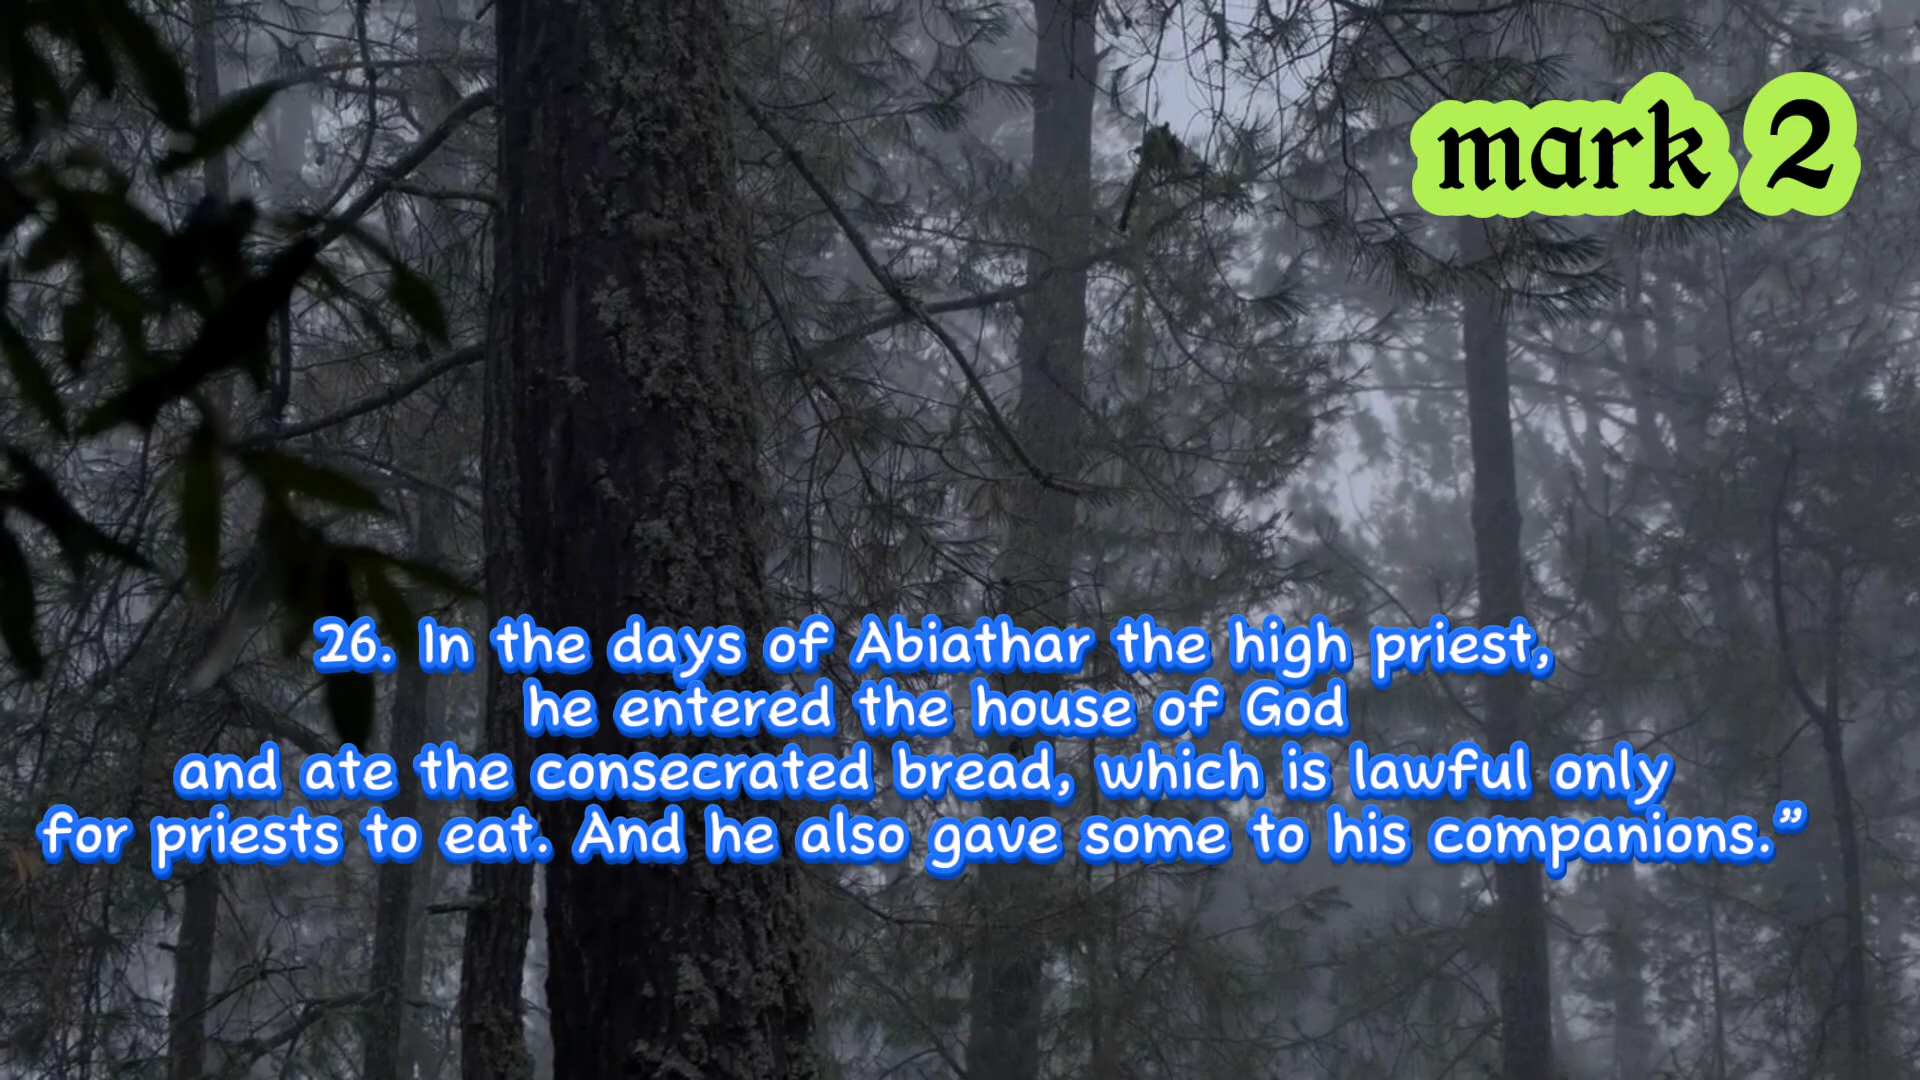 mark 2
26. In the days of Abiathar the high priest,
he entered the house of God
and ate the consecrated bread, which is lawful only
for priests to eat. And he also gave some to his companions.”